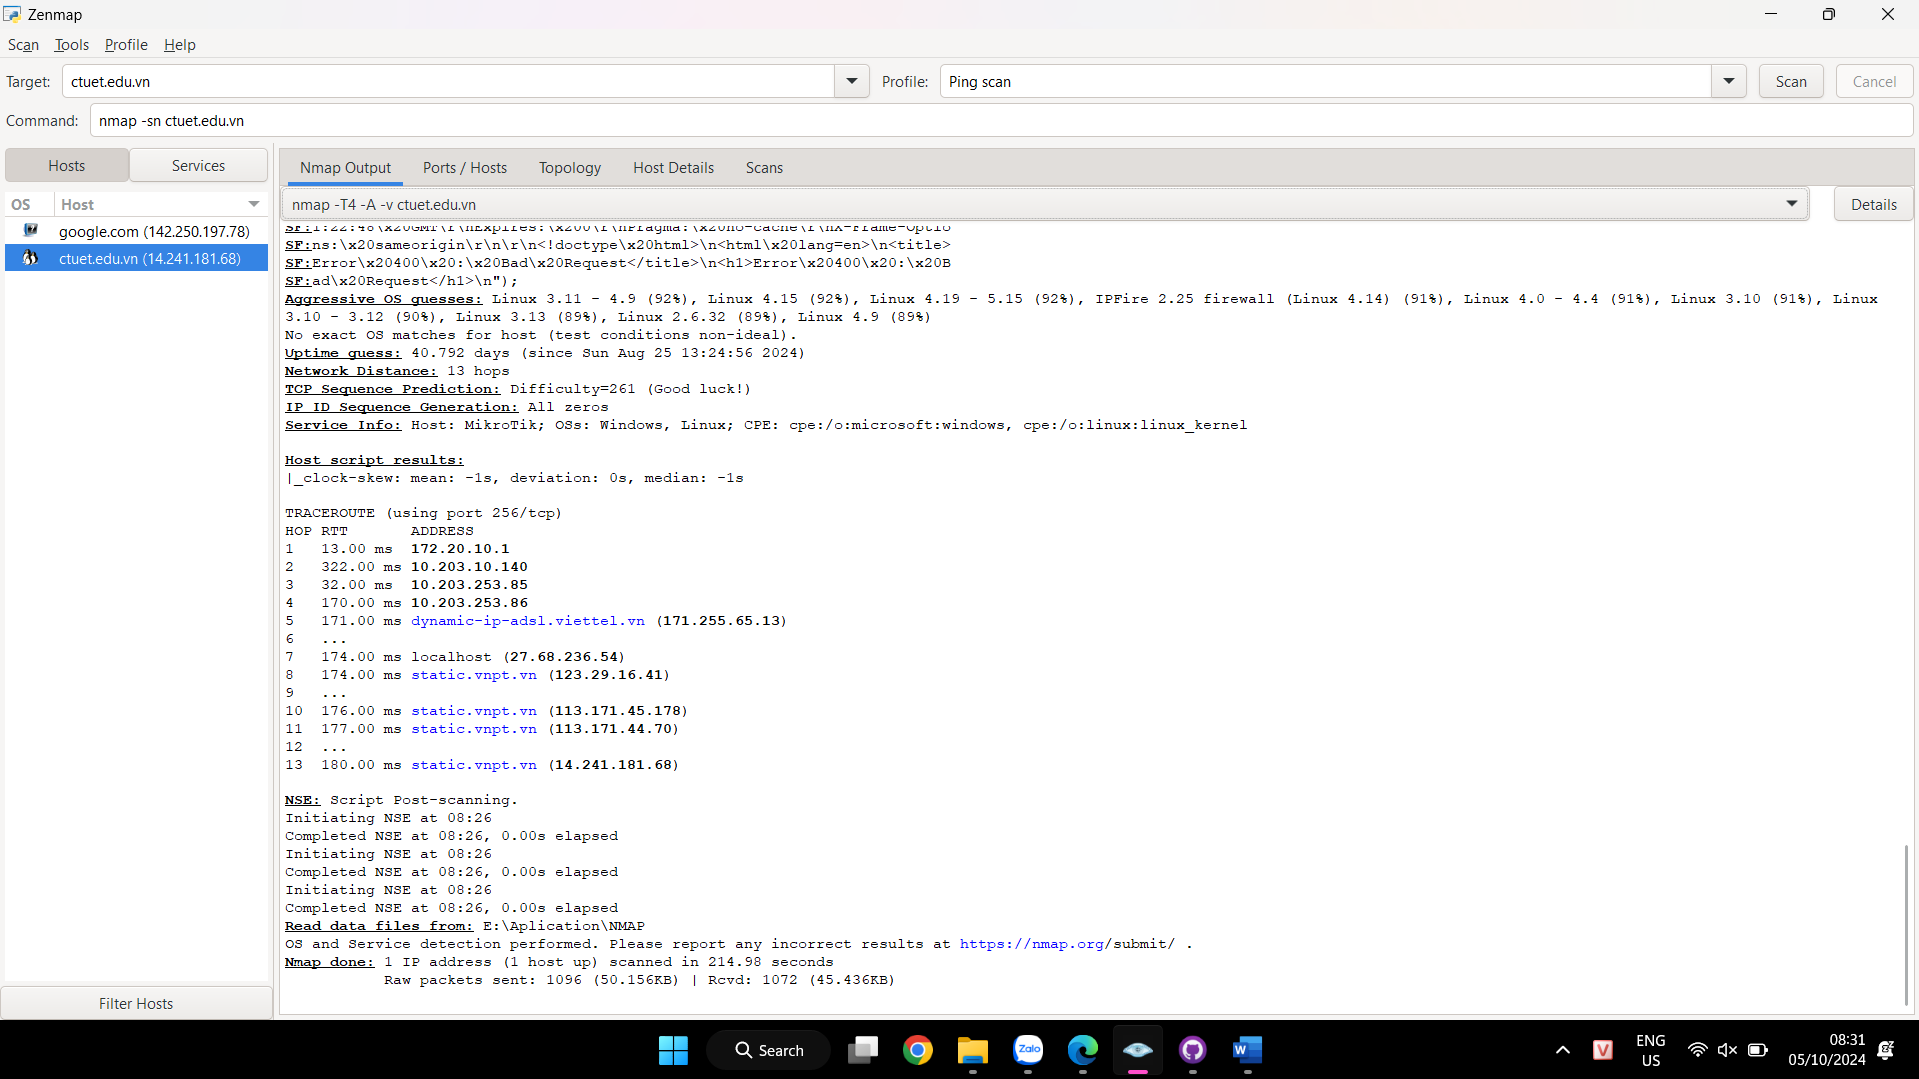 Zenmap
Scan Tools Profile Help
Target: ctuet.edu.vn Profile: Ping scan Scan Cancel
Command: nmap -sn ctuet.edu.vn
Hosts Services
Nmap Output Ports / Hosts Topology Host Details Scans
OS Host
nmap -T4 -A -v ctuet.edu.vn Details
google.com (142.250.197.78)
ctuet.edu.vn (14.241.181.68)
SF:1:22:48\x20GMT\r\nExpires:\x200\r\nPragma:\x20no-cache\r\nX-Frame-Optio
SF:ns:\x20sameorigin\r\n\r\n<!doctype\x20html>\n<html\x20lang=en>\n<title>
SF:Error\x20400\x20:\x20Bad\x20Request</title>\n<h1>Error\x20400\x20:\x20B
SF:ad\x20Request</h1>\n");
Aggressive OS guesses: Linux 3.11 - 4.9 (92%), Linux 4.15 (92%), Linux 4.19 - 5.15 (92%), IPFire 2.25 firewall (Linux 4.14) (91%), Linux 4.0 - 4.4 (91%), Linux 3.10 (91%), Linux
3.10 - 3.12 (90%), Linux 3.13 (89%), Linux 2.6.32 (89%), Linux 4.9 (89%)
No exact OS matches for host (test conditions non-ideal).
Uptime guess: 40.792 days (since Sun Aug 25 13:24:56 2024)
Network Distance: 13 hops
TCP Sequence Prediction: Difficulty=261 (Good luck!)
IP ID Sequence Generation: All zeros
Service Info: Host: MikroTik; OSs: Windows, Linux; CPE: cpe:/o:microsoft:windows, cpe:/o:linux:linux_kernel
Host script results:
|_clock-skew: mean: -1s, deviation: 0s, median: -1s
TRACEROUTE (using port 256/tcp)
HOP RTT ADDRESS
1 13.00 ms 172.20.10.1
2 322.00 ms 10.203.10.140
3 32.00 ms 10.203.253.85
4 170.00 ms 10.203.253.86
5 171.00 ms dynamic-ip-adsl.viettel.vn (171.255.65.13)
6 ...
7 174.00 ms localhost (27.68.236.54)
8 174.00 ms static.vnpt.vn (123.29.16.41)
9 ...
10 176.00 ms static.vnpt.vn (113.171.45.178)
11 177.00 ms static.vnpt.vn (113.171.44.70)
12 ...
13 180.00 ms static.vnpt.vn (14.241.181.68)
NSE: Script Post-scanning.
Initiating NSE at 08:26
Completed NSE at 08:26, 0.00s elapsed
Initiating NSE at 08:26
Completed NSE at 08:26, 0.00s elapsed
Initiating NSE at 08:26
Completed NSE at 08:26, 0.00s elapsed
Read data files from: E:\Aplication\NMAP
OS and Service detection performed. Please report any incorrect results at https://nmap.org/submit/ .
Nmap done: 1 IP address (1 host up) scanned in 214.98 seconds
Raw packets sent: 1096 (50.156KB) | Rcvd: 1072 (45.436KB)
Filter Hosts
Search
Zalo
W
V
ENG
US
08:31
05/10/2024